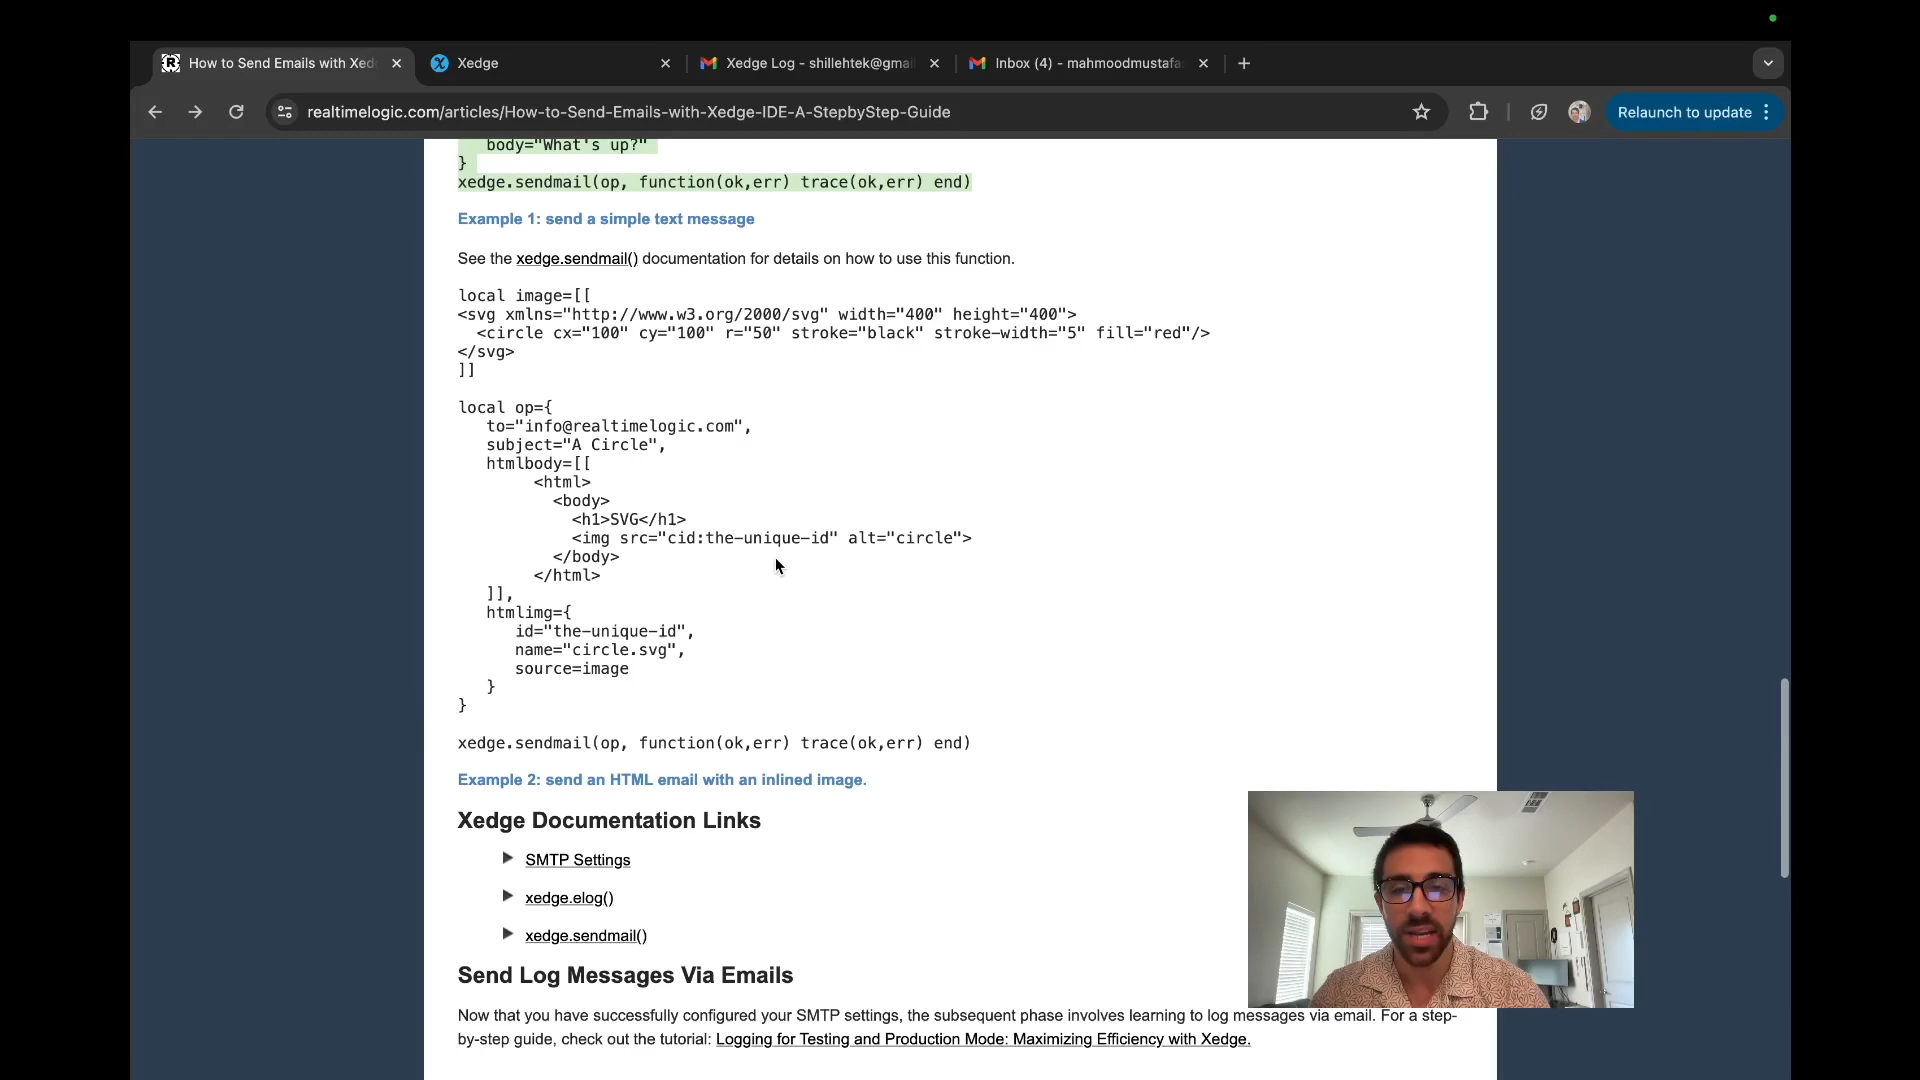 How to Send Emails with Xed
Xedge
Xedge Log - shillehtek@gmai
Inbox (4) - mahmoodmustafa
realtimelogic.com/articles/How-to-Send-Emails-with-Xedge-IDE-A-StepbyStep-Guide
Relaunch to update
body="What's up?"
}
xedge.sendmail(op, function(ok,err) trace(ok,err) end)
Example 1: send a simple text message
See the xedge.sendmail() documentation for details on how to use this function.
local image=[[
<svg xmlns="http://www.w3.org/2000/svg" width="400" height="400">
<circle cx="100" cy="100" r="50" stroke="black" stroke-width="5" fill="red"/>
</svg>
]]
local op={
to="info@realtimelogic.com",
subject="A Circle",
htmlbody=[[
<html>
<body>
<h1>SVG</h1>
<img src="cid:the-unique-id" alt="circle">
</body>
</html>
]],
htmlimg={
id="the-unique-id",
name="circle.svg",
source=image
}
}
xedge.sendmail(op, function(ok,err) trace(ok,err) end)
Example 2: send an HTML email with an inlined image.
Xedge Documentation Links
SMTP Settings
xedge.elog()
xedge.sendmail()
Send Log Messages Via Emails
Now that you have successfully configured your SMTP settings, the subsequent phase involves learning to log messages via email. For a step-
by-step guide, check out the tutorial: Logging for Testing and Production Mode: Maximizing Efficiency with Xedge.